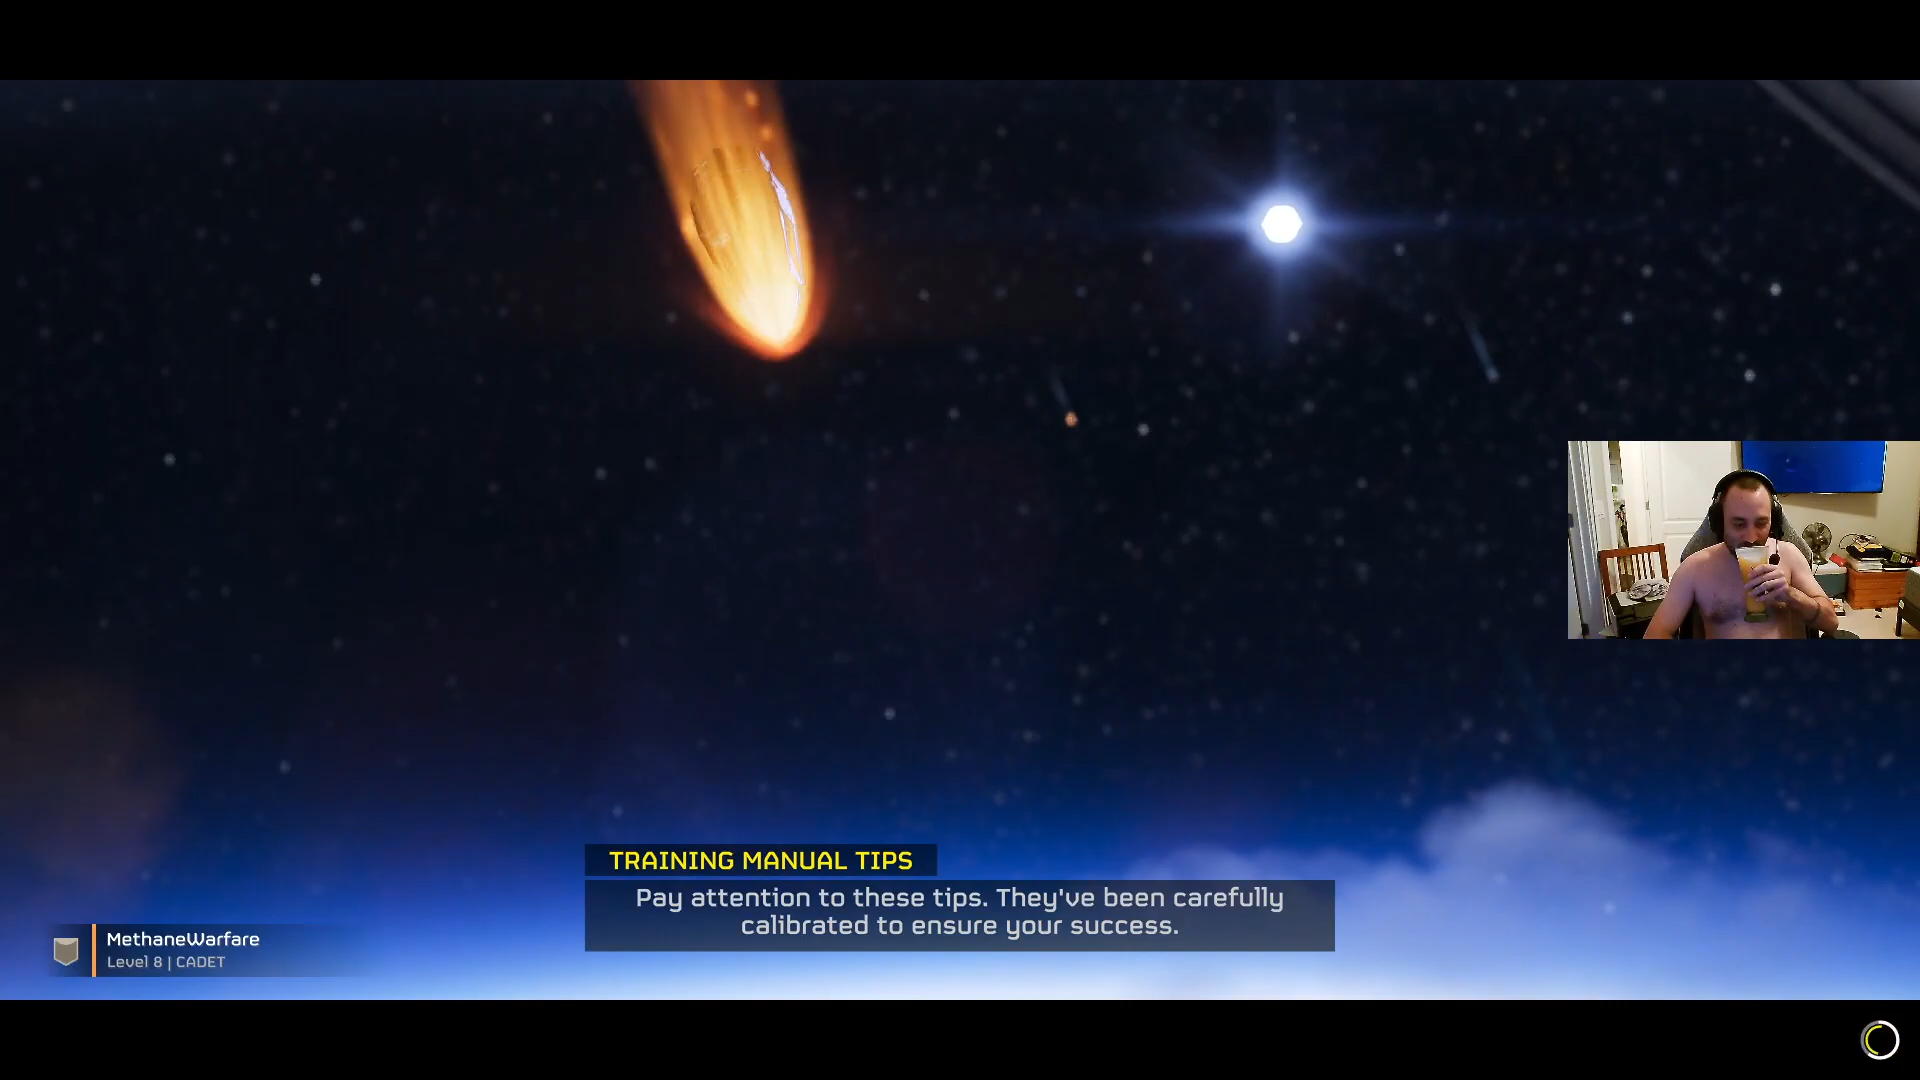 TRAINING MANUAL TIPS
Pay attention to these tips. They've been carefully
calibrated to ensure your success.
MethaneWarfare
Level 8 | CADET